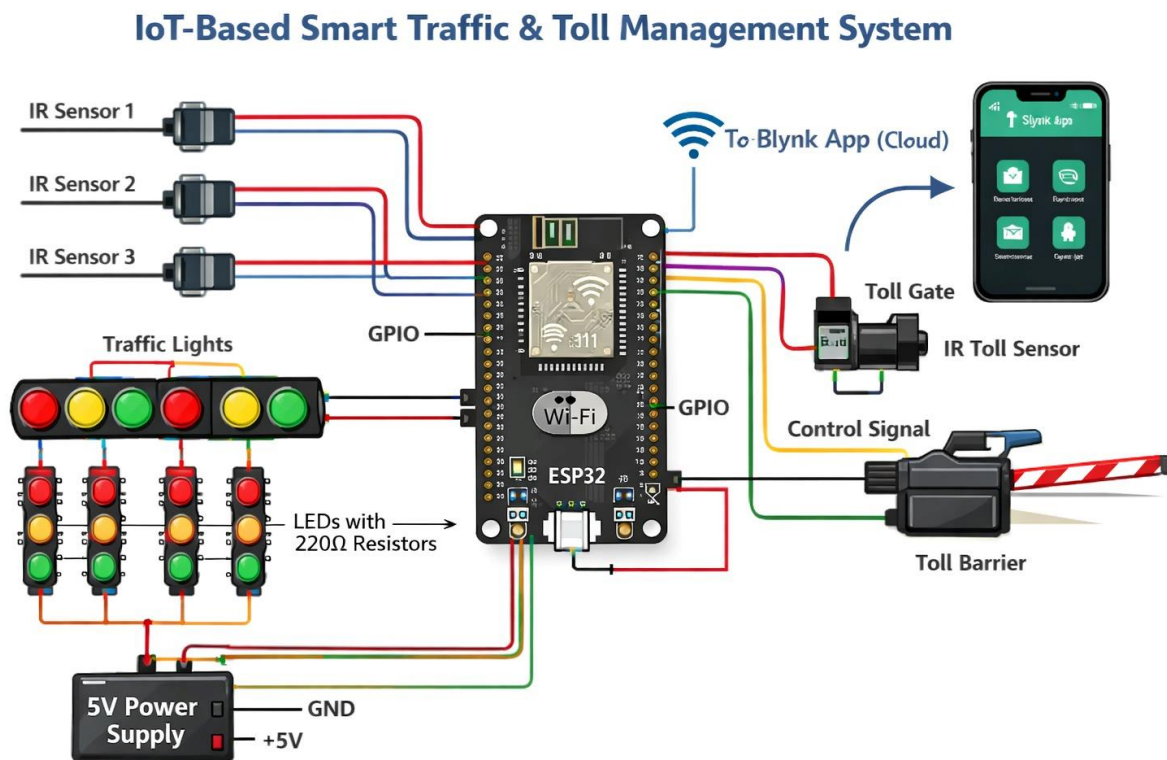 IoT-Based Smart Traffic & Toll Management System
IR Sensor 1
IR Sensor 2
IR Sensor 3
To Blynk App (Cloud)
Slynk
Toll Gate
IR Toll Sensor
GPIO
311
Wi-Fi
GPIO
ESP32
Traffic Lights
Control Signal
LEDs with
220Ω Resistors
Toll Barrier
5V Power
Supply
GND
+5V